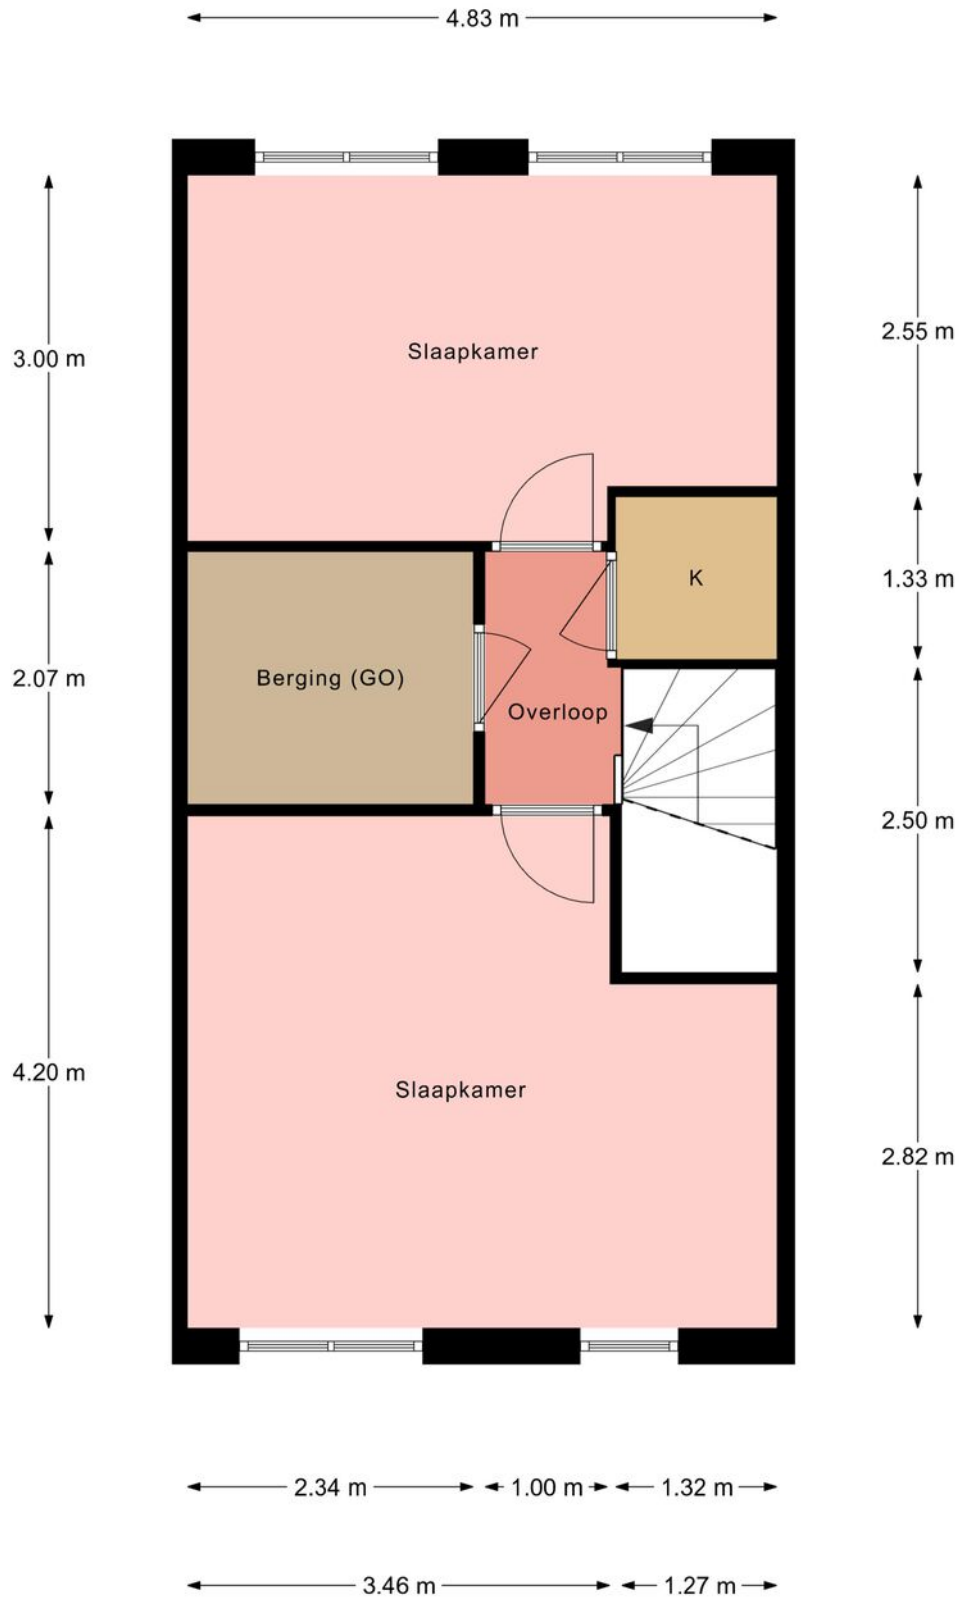 4.83 m
2.55 m
Slaapkamer
3.00 m
K
1.33 m
Berging (GO)
2.07 m
Overloop
2.50 m
4.20 m
Slaapkamer
2.82 m
2.34 m
1.00 m
1.32 m
3.46 m
1.27 m